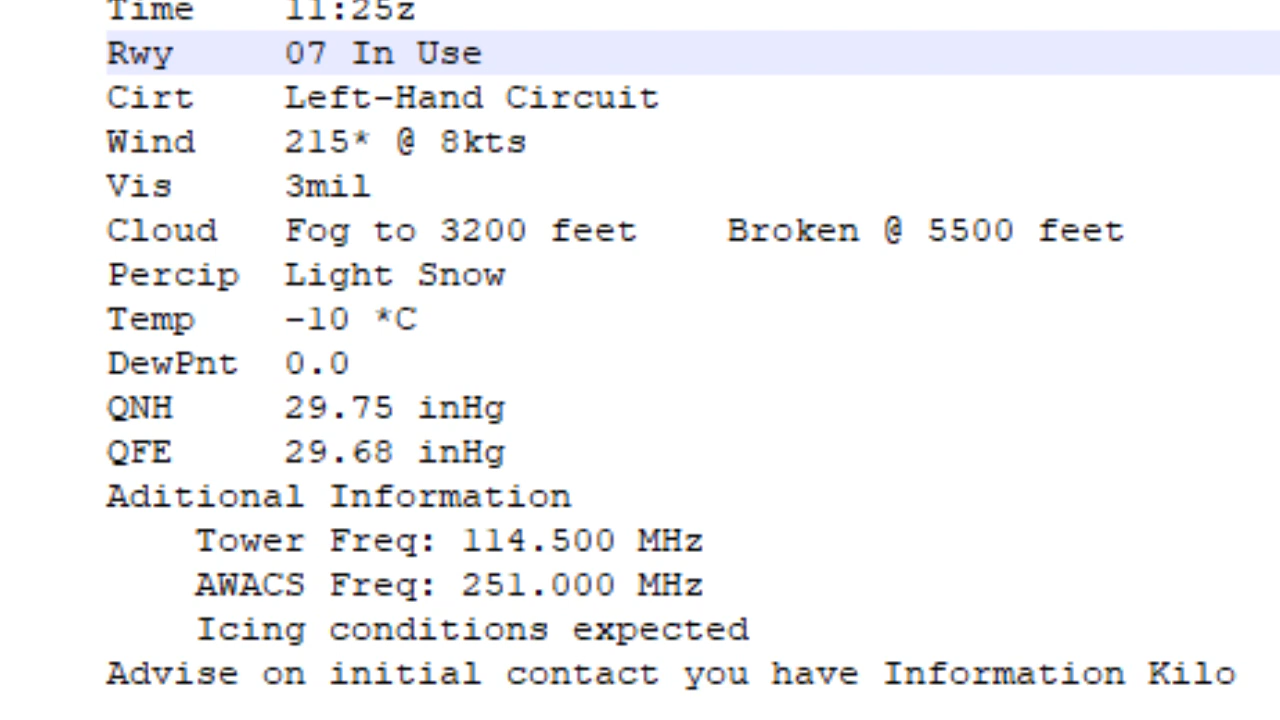 Time 11:25z
Rwy 07 In Use
Cirt Left-Hand Circuit
Wind 215* @ 8kts
Vis 3mil
Cloud Fog to 3200 feet Broken @ 5500 feet
Percip Light Snow
Temp -10 *C
DewPnt 0.0
QNH 29.75 inHg
QFE 29.68 inHg
Aditional Information
Tower Freq: 114.500 MHz
AWACS Freq: 251.000 MHz
Icing conditions expected
Advise on initial contact you have Information Kilo